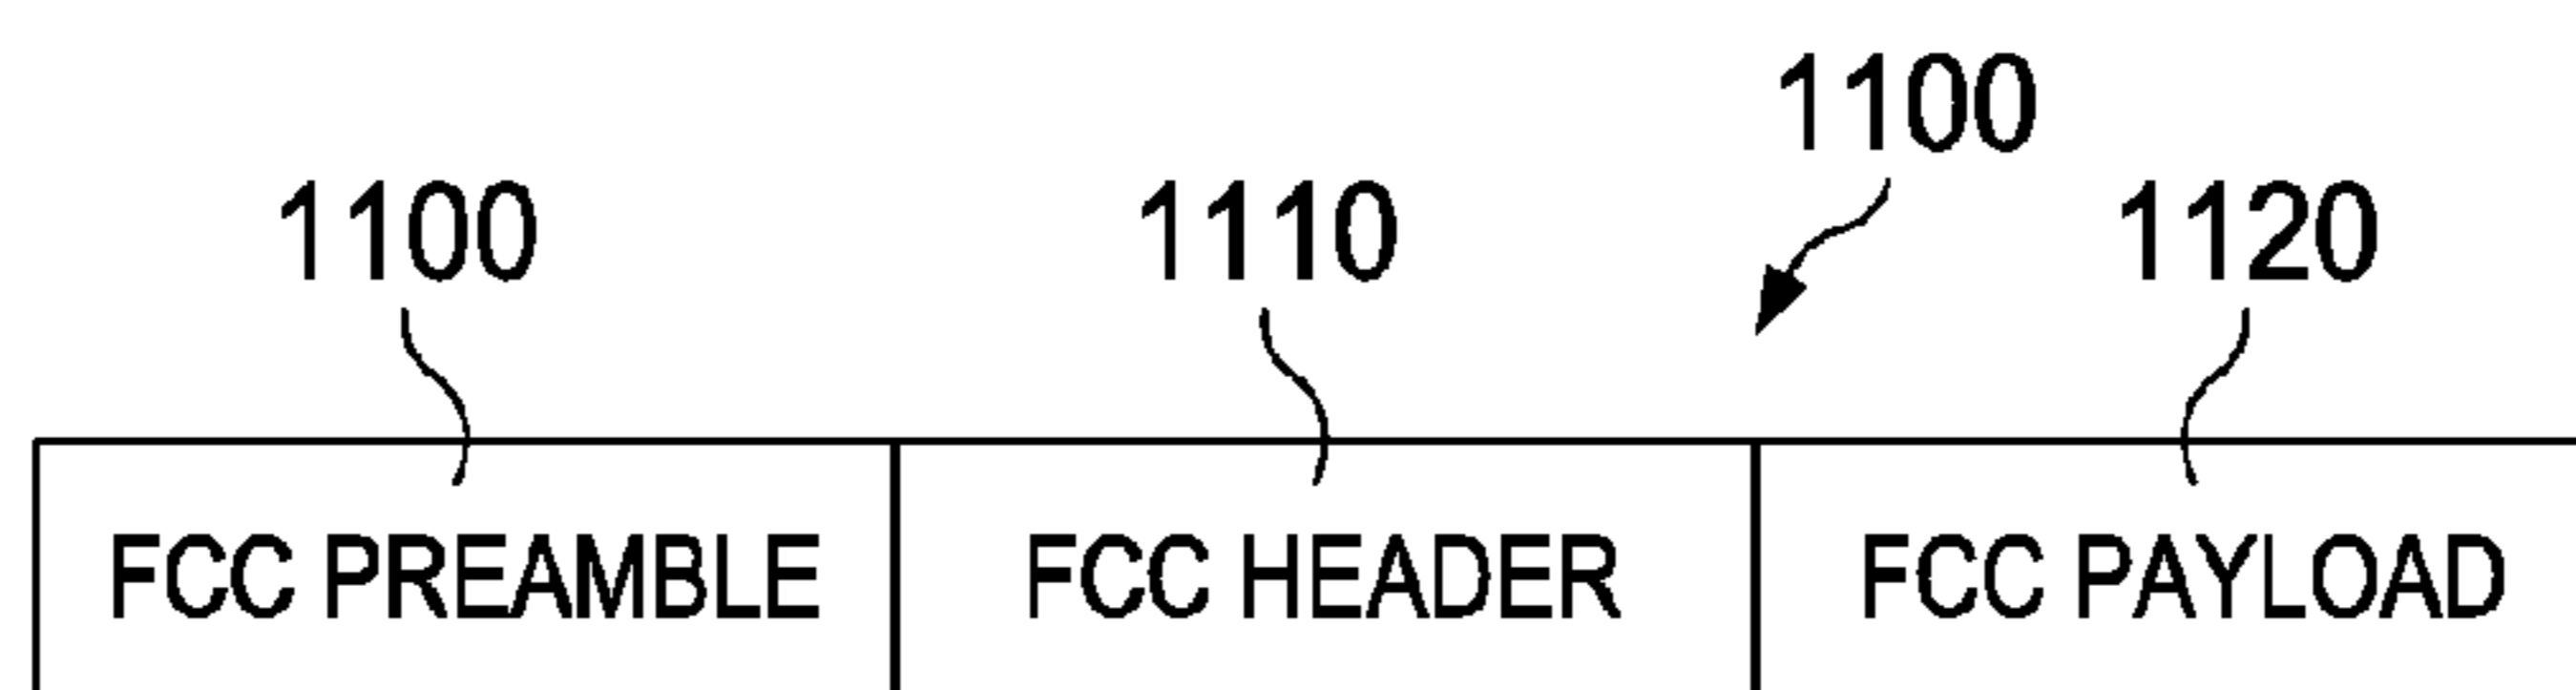 1100
1100 1110 1120
FCC PREAMBLE FCC HEADER FCC PAYLOAD